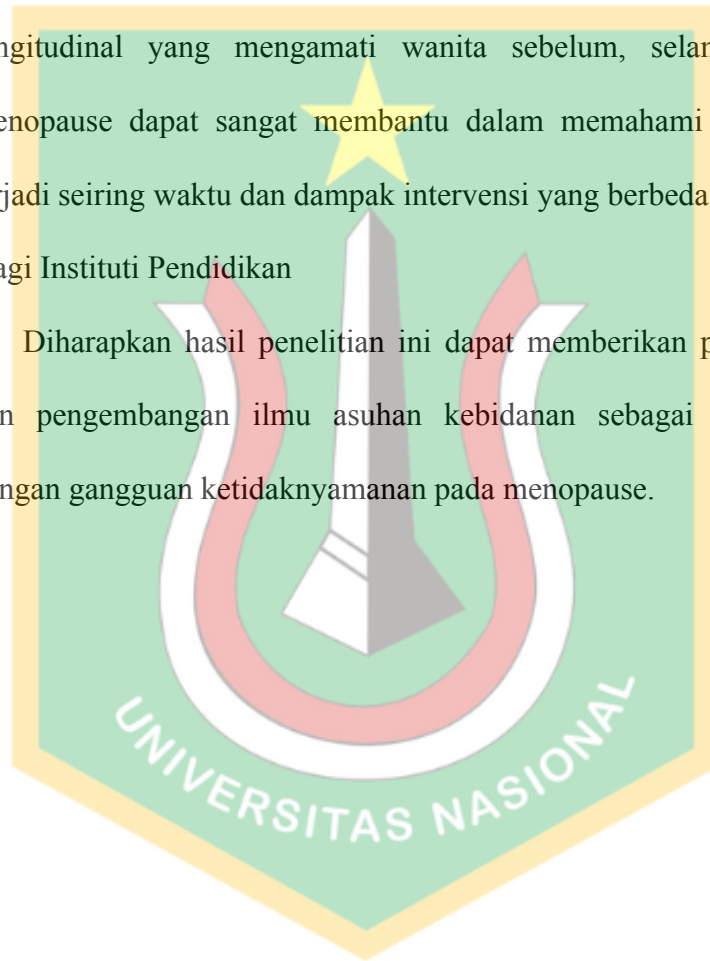 ngitudinal yang mengamati wanita sebelum, selam
enopause dapat sangat membantu dalam memahami
rjadi seiring waktu dan dampak intervensi yang berbeda
agi Instituti Pendidikan
Diharapkan hasil penelitian ini dapat memberikan p
n pengembangan ilmu asuhan kebidanan sebagai
ngan gangguan ketidaknyamanan pada menopause.
UNIVERSITAS NASIONAL